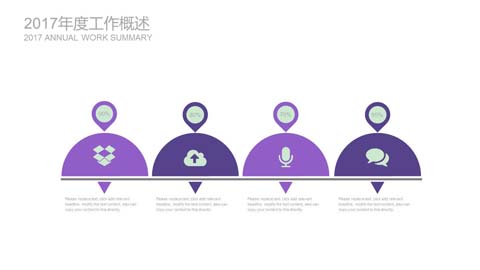 2017年度工作概述
2017 ANNUAL WORK SUMMARY
90% 80% 70% 95%
Please replace text, click add relevant
headline, modify the text content, also can
copy your content to this directly.
Please replace text, click add relevant
headline, modify the text content, also can
copy your content to this directly.
Please replace text, click add relevant
headline, modify the text content, also can
copy your content to this directly.
Please replace text, click add relevant
headline, modify the text content, also can
copy your content to this directly.